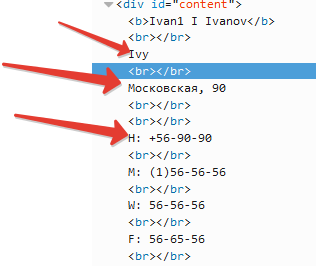 <div id="content">
<b>Ivan1 I Ivanov</b>
<br></br>
Ivy
<br></br>
Московская, 90
<br></br>
<br></br>
H: +56-90-90
<br></br>
M: (1)56-56-56
<br></br>
W: 56-56-56
<br></br>
F: 56-65-56
<br></br>